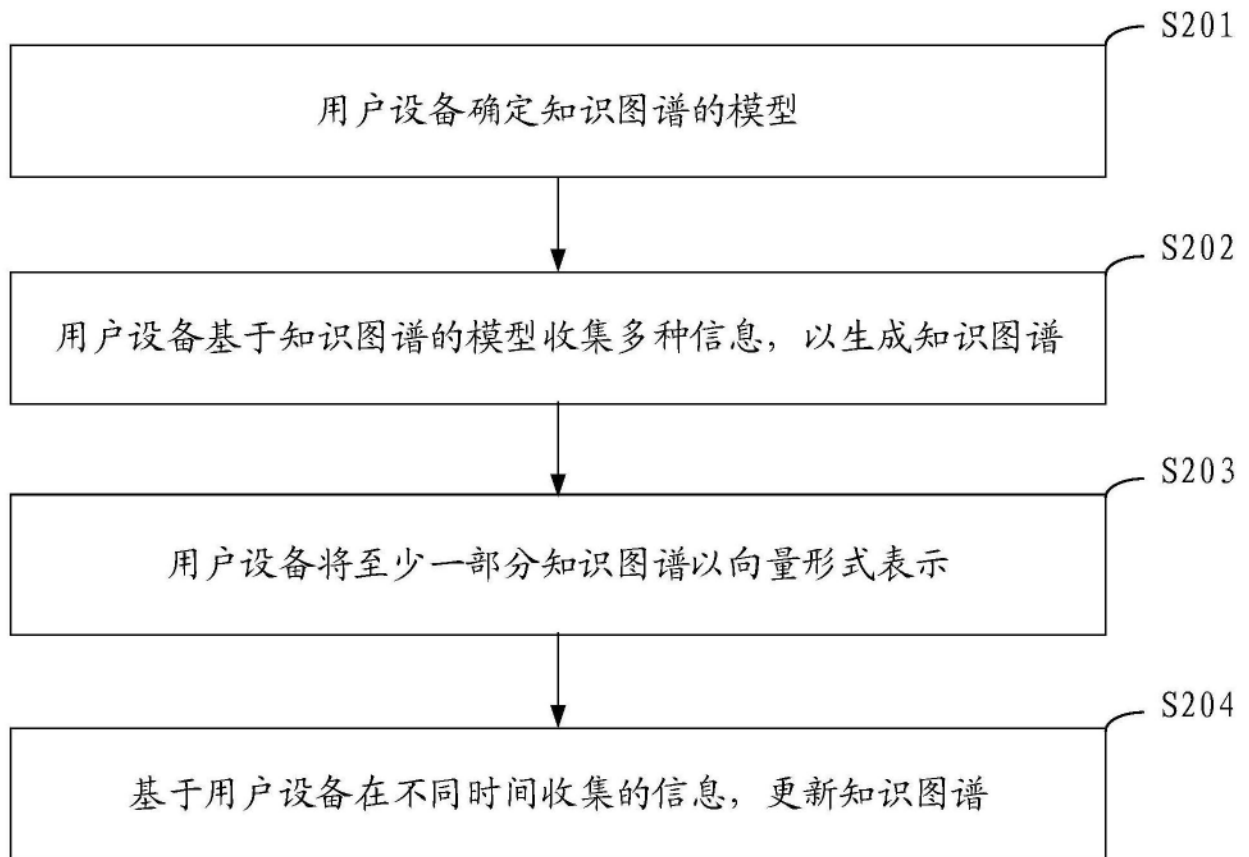 S201
用户设备确定知识图谱的模型
S202
用户设备基于知识图谱的模型收集多种信息，以生成知识图谱
S203
用户设备将至少一部分知识图谱以向量形式表示
S204
基于用户设备在不同时间收集的信息，更新知识图谱